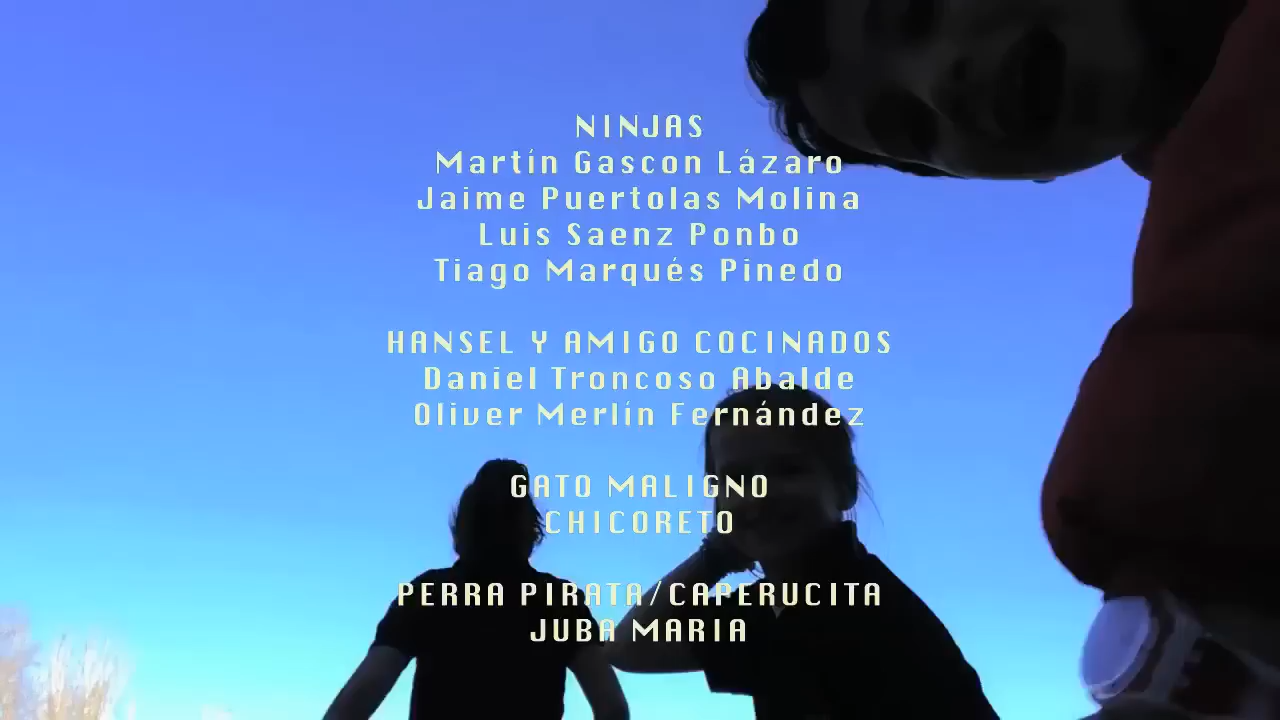 NINJAS
Martín Gascon Lázaro
Jaime Puertolas Molina
Luis Saenz Ponbo
Tiago Marqués Pinedo
HANSEL Y AMIGO COCINADOS
Daniel Troncoso Abalde
Oliver Merlín Fernández
GATO MALIGNO
CHICORETO
PERRA PIRATA/CAPERUCITA
JUBA MARIA